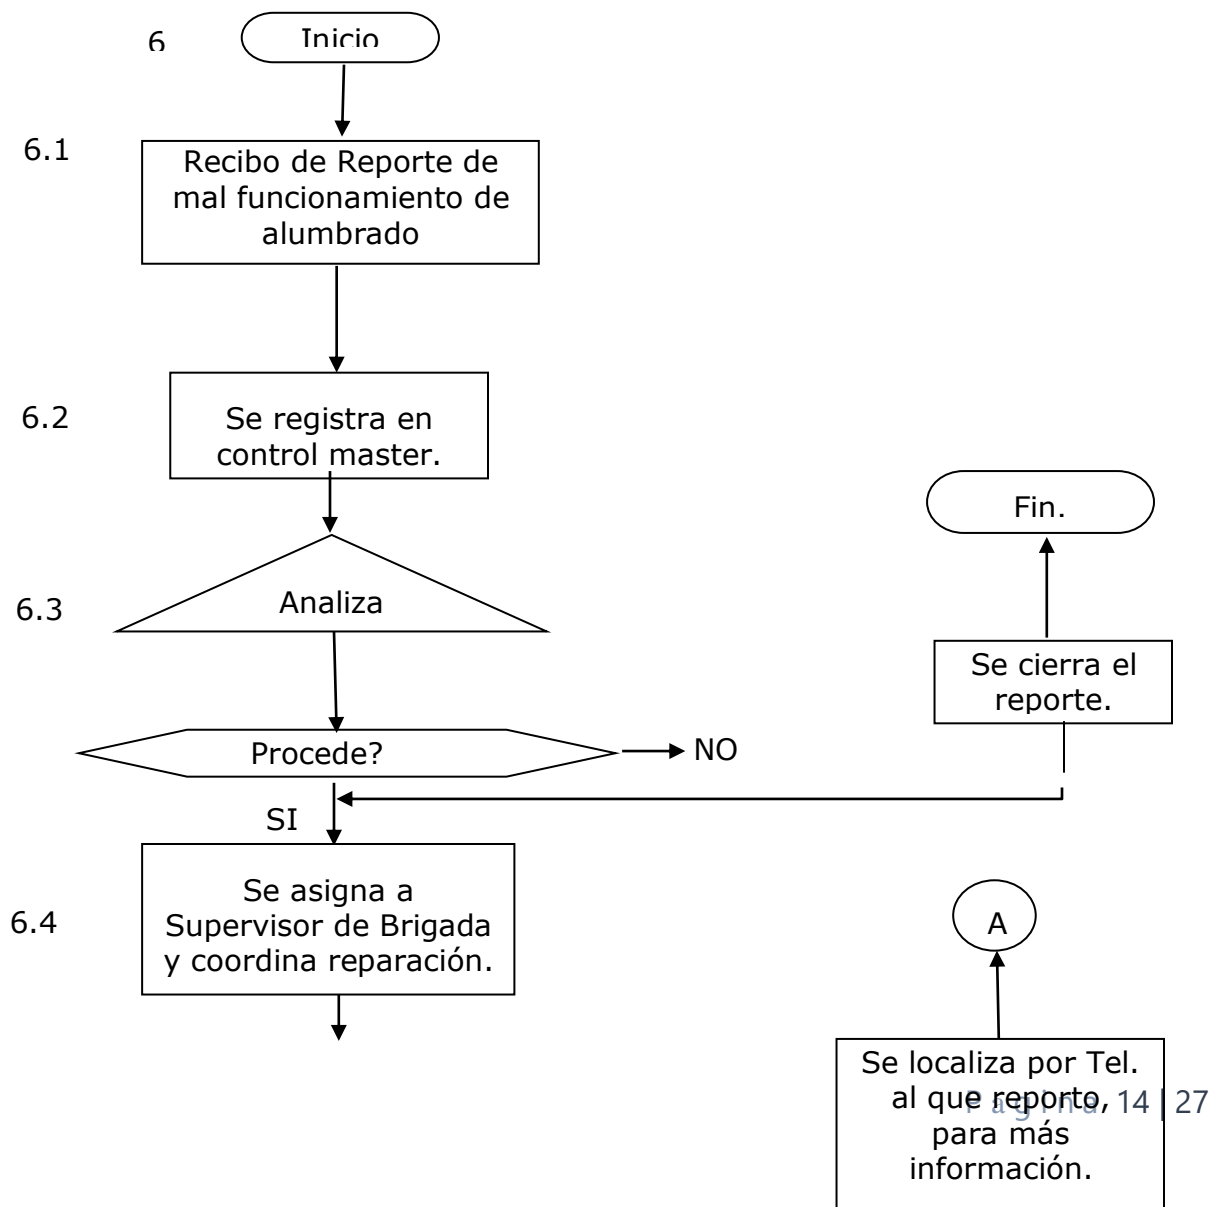 6
Inicio
6.1
Recibo de Reporte de
mal funcionamiento de
alumbrado
6.2
Se registra en
control master.
Fin.
6.3
Analiza
Se cierra el
reporte.
Procede?
NO
SI
6.4
Se asigna a
Supervisor de Brigada
y coordina reparación.
A
Se localiza por Tel.
al que reporto,
para más
información.
Página 14 | 27